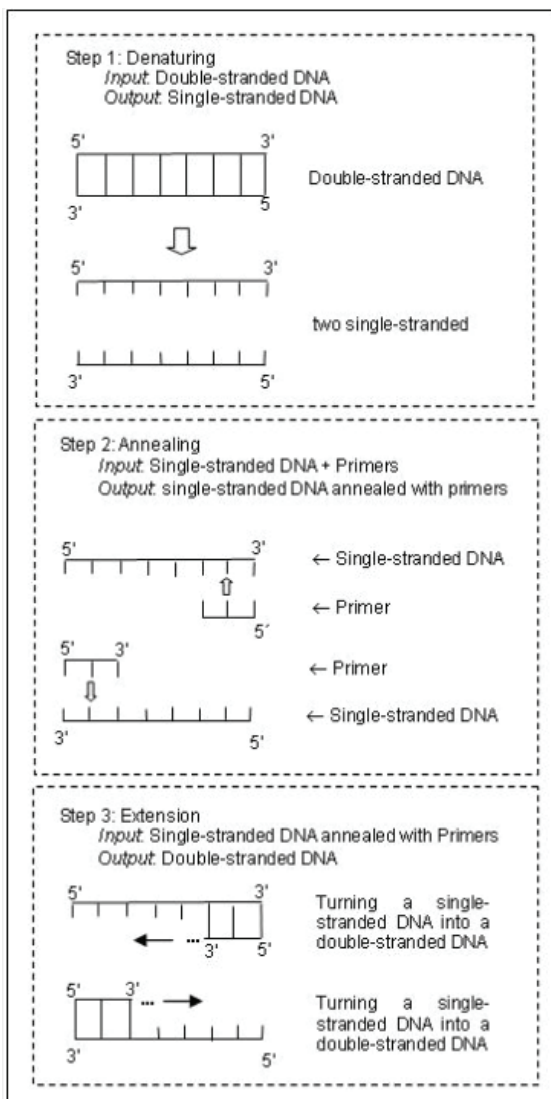 Step 1: Denaturing
Input: Double-stranded DNA
Output: Single-stranded DNA
5' 3'
Double-stranded DNA
3' 5
5' 3'
two single-stranded
3' 5'
Step 2: Annealing
Input: Single-stranded DNA + Primers
Output: single-stranded DNA annealed with primers
5' 3'
← Single-stranded DNA
← Primer
5´
5' 3'
← Primer
← Single-stranded DNA
3' 5'
Step 3: Extension
Input: Single-stranded DNA annealed with Primers
Output: Double-stranded DNA
5' 3'
Turning a single-
stranded DNA into a
double-stranded DNA
... 3' 5'
5' 3' ...
Turning a single-
stranded DNA into a
double-stranded DNA
3' 5'